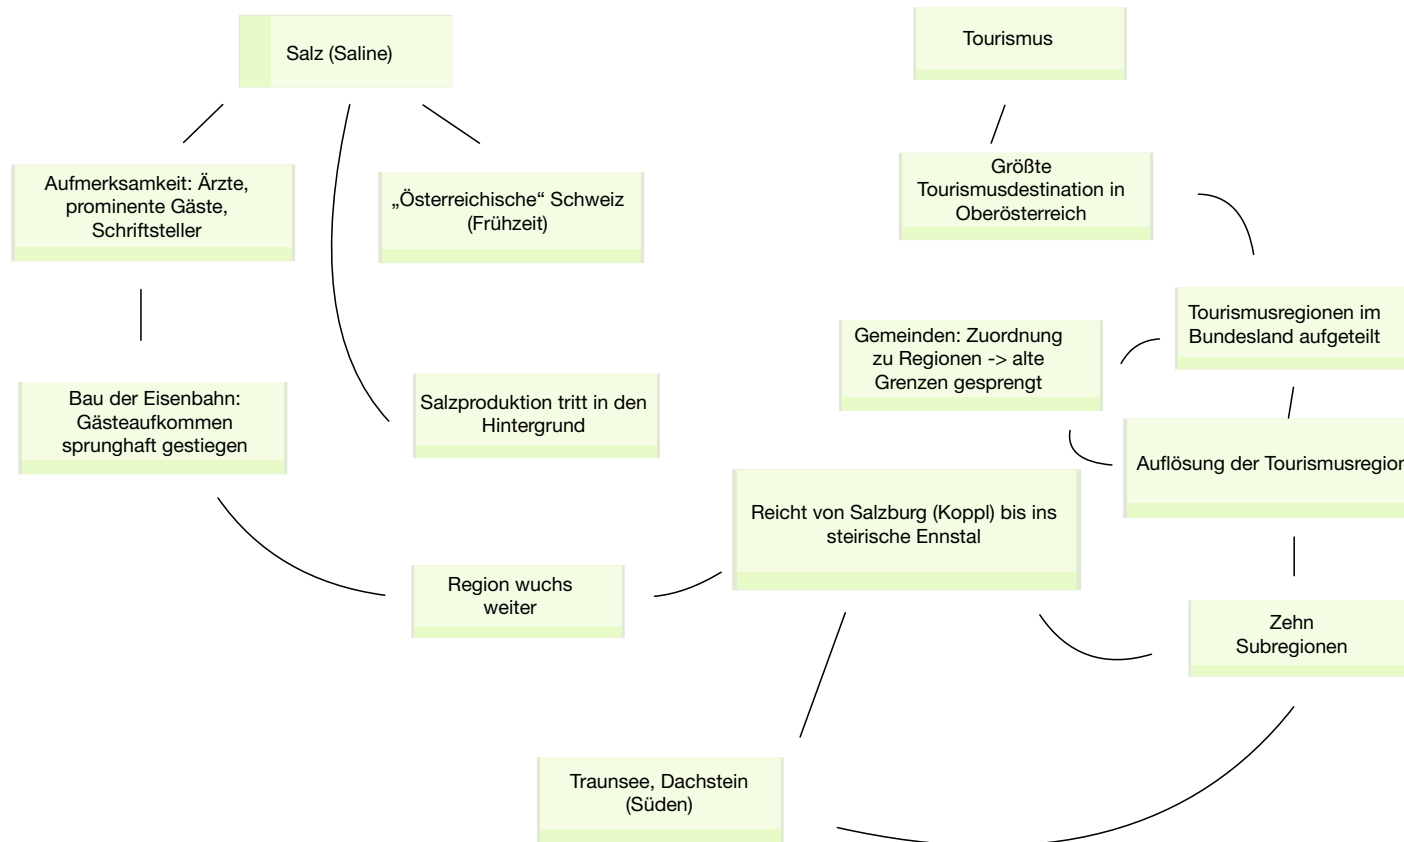 Salz (Saline)
Tourismus
Aufmerksamkeit: Ärzte,
prominente Gäste,
Schriftsteller
„Österreichische“ Schweiz
(Frühzeit)
Größte
Tourismusdestination in
Oberösterreich
Tourismusregionen im
Bundesland aufgeteilt
Gemeinden: Zuordnung
zu Regionen -> alte
Grenzen gesprengt
Bau der Eisenbahn:
Gästeaufkommen
sprunghaft gestiegen
Salzproduktion tritt in den
Hintergrund
Auflösung der Tourismusregion
Reicht von Salzburg (Koppl) bis ins
steirische Ennstal
Region wuchs
weiter
Zehn
Subregionen
Traunsee, Dachstein
(Süden)